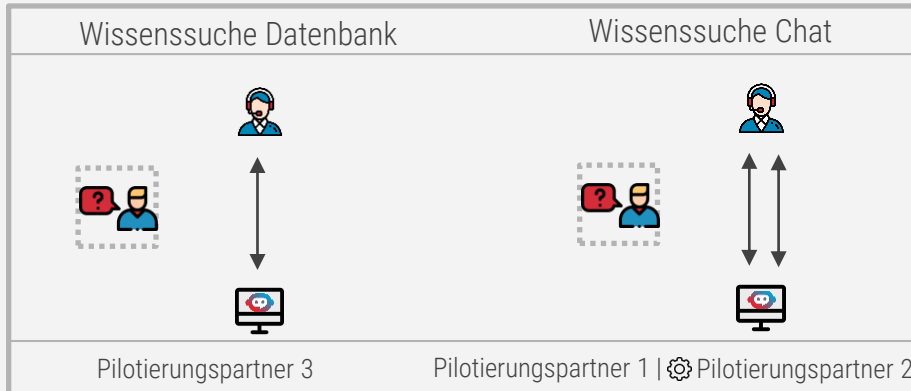 Wissenssuche Datenbank
Wissenssuche Chat
?
?
Pilotierungspartner 3
Pilotierungspartner 1 | Pilotierungspartner 2